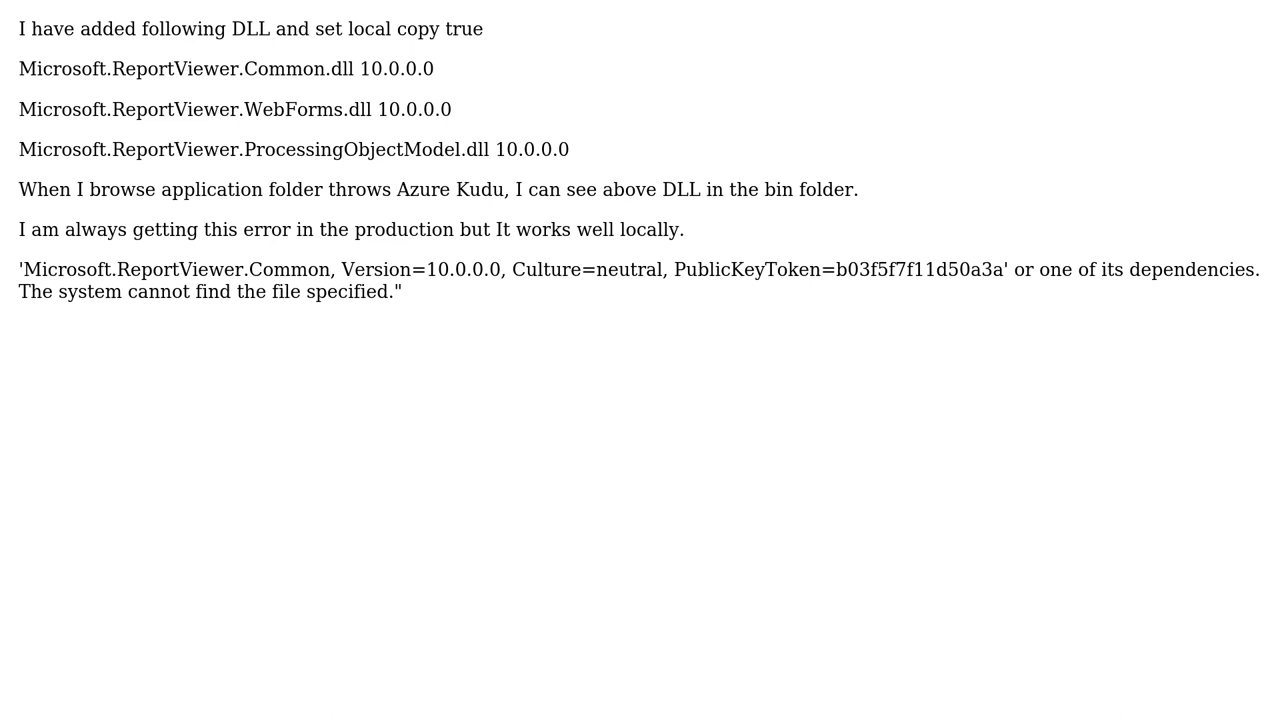 I have added following DLL and set local copy true
Microsoft.ReportViewer.Common.dll 10.0.0.0
Microsoft.ReportViewer.WebForms.dll 10.0.0.0
Microsoft.ReportViewer.ProcessingObjectModel.dll 10.0.0.0
When I browse application folder throws Azure Kudu, I can see above DLL in the bin folder.
I am always getting this error in the production but It works well locally.
'Microsoft.ReportViewer.Common, Version=10.0.0.0, Culture=neutral, PublicKeyToken=b03f5f7f11d50a3a' or one of its dependencies.
The system cannot find the file specified."